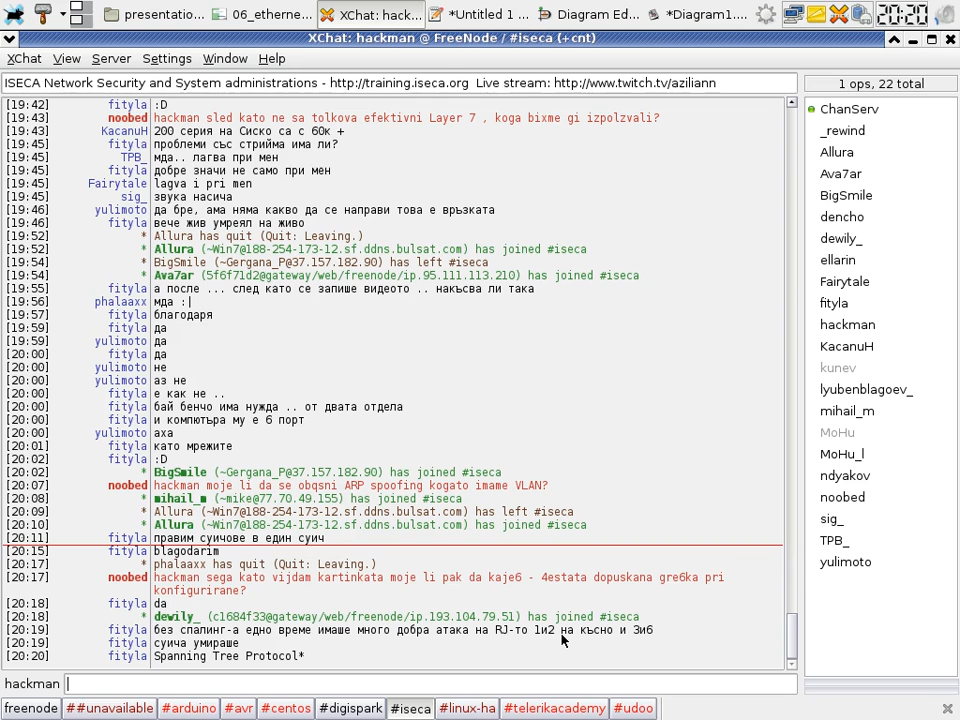 presentatio...
06_etherne...
XChat: hack...
*Untitled 1 ...
Diagram Ed...
*Diagram1....
20:20
XChat: hackman @ FreeNode / #iseca (+cnt)
XChat View Server Settings Window Help
ISECA Network Security and System administrations - http://training.iseca.org Live stream: http://www.twitch.tv/aziliann
1 ops, 22 total
[19:42] fityla :D
[19:43] noobed hackman sled kato ne sa tolkova efektivni Layer 7 , koga bixme gi izpolzvali?
[19:43] KacanuH 200 серия на Сиско са с 60к +
[19:45] fityla проблеми със стрийма има ли?
[19:45] TPB_ мда.. лагва при мен
[19:45] fityla добре значи не само при мен
[19:45] Fairytale lagva i pri men
[19:45] sig_ звука насича
[19:46] yulimoto да бре, ама няма какво да се направи това е връзката
[19:46] fityla вече жив умреял на живо
[19:52] * Allura has quit (Quit: Leaving.)
[19:52] * Allura (~Win7@188-254-173-12.sf.ddns.bulsat.com) has joined #iseca
[19:54] * BigSmile (~Gergana_P@37.157.182.90) has left #iseca
[19:54] * Ava7ar (5f6f71d2@gateway/web/freenode/ip.95.111.113.210) has joined #iseca
[19:55] fityla а после ... след като се запише видеото .. накъсва ли така
[19:56] phalaaxx мда :|
[19:57] fityla благодаря
[19:59] fityla да
[19:59] yulimoto да
[20:00] fityla да
[20:00] yulimoto не
[20:00] yulimoto аз не
[20:00] fityla е как не ..
[20:00] fityla бай бенчо има нужда .. от двата отдела
[20:00] fityla и компютъра му е 6 порт
[20:00] yulimoto аха
[20:01] fityla като мрежите
[20:02] fityla :D
[20:02] * BigSmile (~Gergana_P@37.157.182.90) has joined #iseca
[20:07] noobed hackman moje li da se obqsni ARP spoofing kogato imame VLAN?
[20:08] * mihail_m (~mike@77.70.49.155) has joined #iseca
[20:09] * Allura (~Win7@188-254-173-12.sf.ddns.bulsat.com) has left #iseca
[20:10] * Allura (~Win7@188-254-173-12.sf.ddns.bulsat.com) has joined #iseca
[20:11] fityla правим суичове в един суич
[20:15] fityla blagodarim
[20:17] * phalaaxx has quit (Quit: Leaving.)
[20:17] noobed hackman sega kato vijdam kartinkata moje li pak da kaje6 - 4estata dopuskana gre6ka pri
konfigurirane?
[20:18] fityla da
[20:18] * dewily_ (c1684f33@gateway/web/freenode/ip.193.104.79.51) has joined #iseca
[20:19] fityla без спалинг-а едно време имаше много добра атака на RJ-то 1и2 на късно и 3и6
[20:19] fityla суича умираше
[20:20] fityla Spanning Tree Protocol*
ChanServ
_rewind
Allura
Ava7ar
BigSmile
dencho
dewily_
ellarin
Fairytale
fityla
hackman
KacanuH
kunev
lyubenblagoev_
mihail_m
MoHu
MoHu_l
ndyakov
noobed
sig_
TPB_
yulimoto
hackman
freenode ##unavailable #arduino #avr #centos #digispark #iseca #linux-ha #telerikacademy #udoo